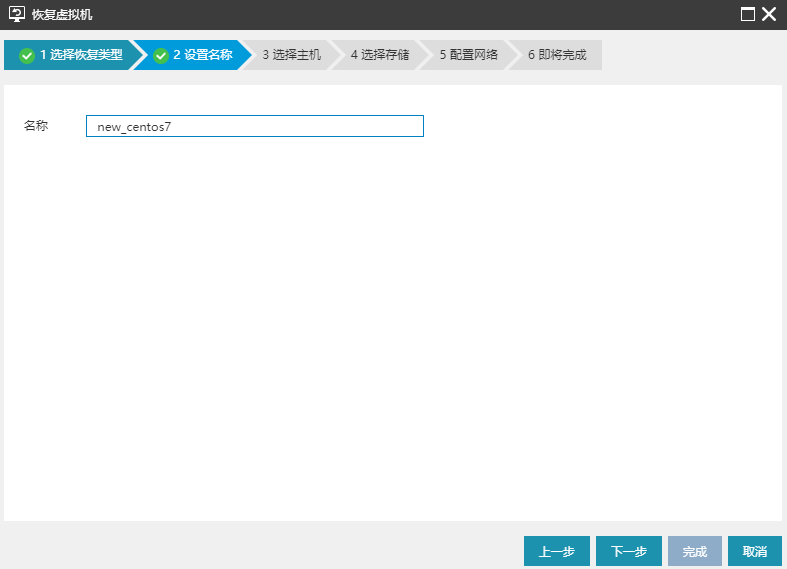 恢复虚拟机
1 选择恢复类型 2 设置名称 3 选择主机 4 选择存储 5 配置网络 6 即将完成
名称 new_centos7
上一步 下一步 完成 取消